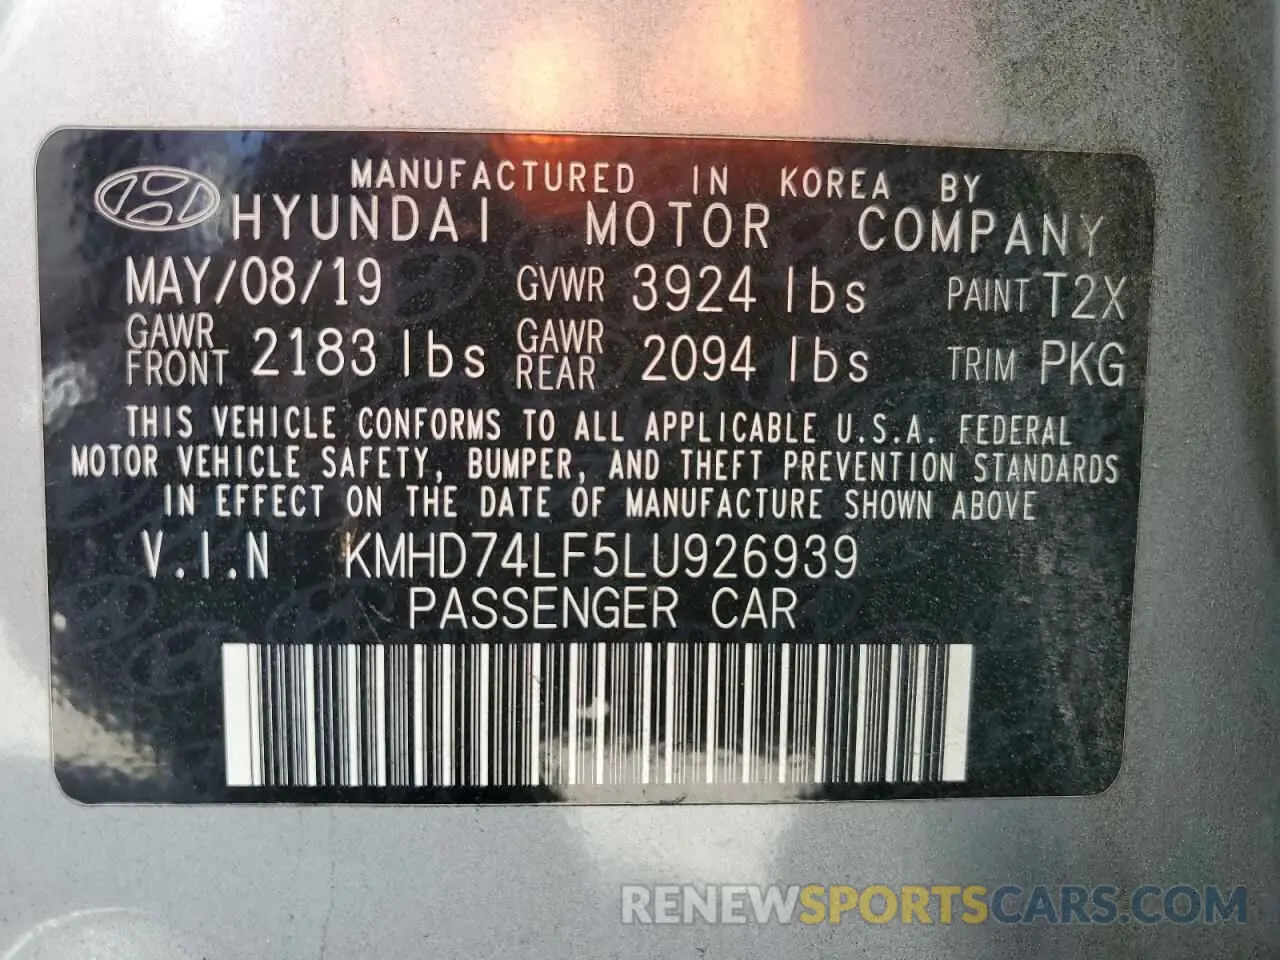 MANUFACTURED IN KOREA BY
HYUNDAI MOTOR COMPANY
MAY/08/19 GVWR 3924 lbs PAINT T2X
GAWR FRONT 2183 lbs GAWR REAR 2094 lbs TRIM PKG
THIS VEHICLE CONFORMS TO ALL APPLICABLE U.S.A. FEDERAL
MOTOR VEHICLE SAFETY, BUMPER, AND THEFT PREVENTION STANDARDS
IN EFFECT ON THE DATE OF MANUFACTURE SHOWN ABOVE
V.I.N KMHD74LF5LU926939
PASSENGER CAR
RENEWSPORTSCARS.COM